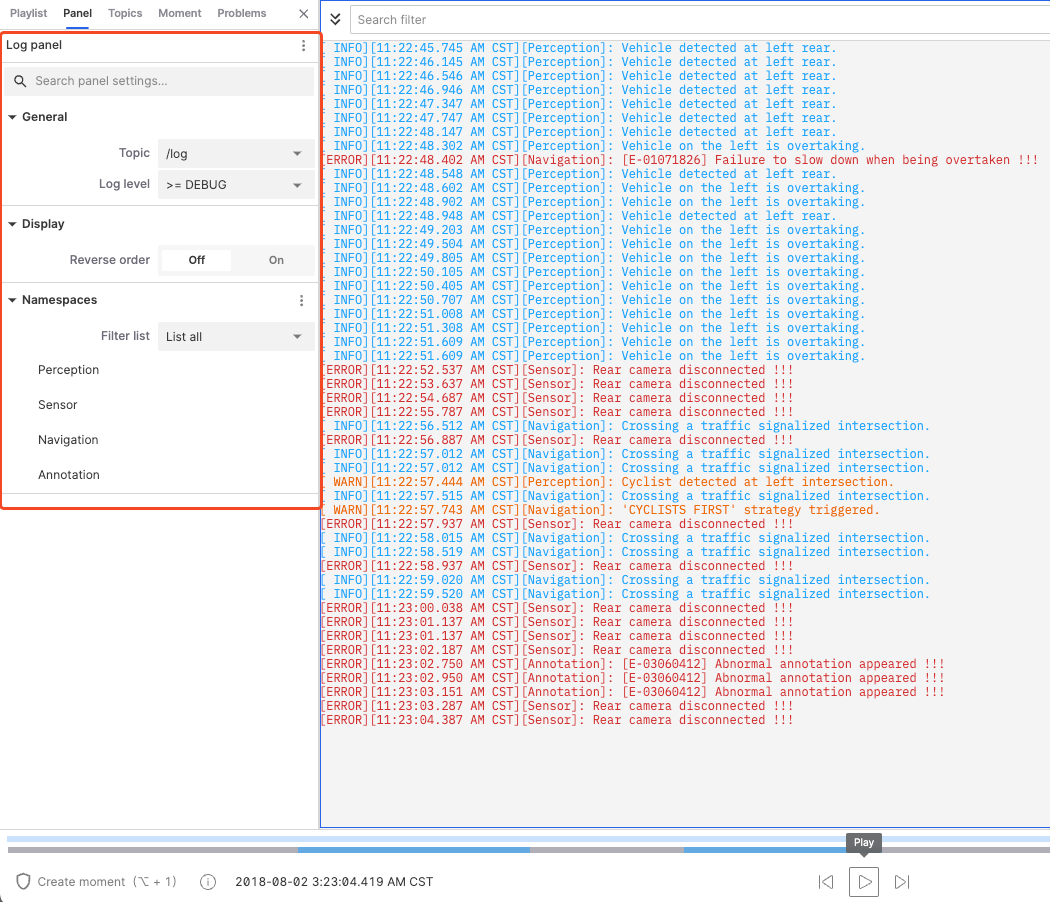 Playlist Panel Topics Moment Problems
Log panel
Search panel settings...
General
Topic /log
Log level >= DEBUG
Display
Reverse order Off On
Namespaces
Filter list List all
Perception
Sensor
Navigation
Annotation
Search filter
INFO][11:22:45.745 AM CST][Perception]: Vehicle detected at left rear.
INFO][11:22:46.145 AM CST][Perception]: Vehicle detected at left rear.
INFO][11:22:46.546 AM CST][Perception]: Vehicle detected at left rear.
INFO][11:22:46.946 AM CST][Perception]: Vehicle detected at left rear.
INFO][11:22:47.347 AM CST][Perception]: Vehicle detected at left rear.
INFO][11:22:47.747 AM CST][Perception]: Vehicle detected at left rear.
INFO][11:22:48.147 AM CST][Perception]: Vehicle detected at left rear.
INFO][11:22:48.302 AM CST][Perception]: Vehicle on the left is overtaking.
[ERROR][11:22:48.402 AM CST][Navigation]: [E-01071826] Failure to slow down when being overtaken !!!
INFO][11:22:48.548 AM CST][Perception]: Vehicle detected at left rear.
INFO][11:22:48.602 AM CST][Perception]: Vehicle on the left is overtaking.
INFO][11:22:48.902 AM CST][Perception]: Vehicle on the left is overtaking.
INFO][11:22:48.948 AM CST][Perception]: Vehicle detected at left rear.
INFO][11:22:49.203 AM CST][Perception]: Vehicle on the left is overtaking.
INFO][11:22:49.504 AM CST][Perception]: Vehicle on the left is overtaking.
INFO][11:22:49.805 AM CST][Perception]: Vehicle on the left is overtaking.
INFO][11:22:50.105 AM CST][Perception]: Vehicle on the left is overtaking.
INFO][11:22:50.405 AM CST][Perception]: Vehicle on the left is overtaking.
INFO][11:22:50.707 AM CST][Perception]: Vehicle on the left is overtaking.
INFO][11:22:51.008 AM CST][Perception]: Vehicle on the left is overtaking.
INFO][11:22:51.308 AM CST][Perception]: Vehicle on the left is overtaking.
INFO][11:22:51.609 AM CST][Perception]: Vehicle on the left is overtaking.
INFO][11:22:51.609 AM CST][Perception]: Vehicle on the left is overtaking.
[ERROR][11:22:52.537 AM CST][Sensor]: Rear camera disconnected !!!
[ERROR][11:22:53.637 AM CST][Sensor]: Rear camera disconnected !!!
[ERROR][11:22:54.687 AM CST][Sensor]: Rear camera disconnected !!!
[ERROR][11:22:55.787 AM CST][Sensor]: Rear camera disconnected !!!
INFO][11:22:56.512 AM CST][Navigation]: Crossing a traffic signalized intersection.
[ERROR][11:22:56.887 AM CST][Sensor]: Rear camera disconnected !!!
INFO][11:22:57.012 AM CST][Navigation]: Crossing a traffic signalized intersection.
INFO][11:22:57.012 AM CST][Navigation]: Crossing a traffic signalized intersection.
WARN][11:22:57.444 AM CST][Perception]: Cyclist detected at left intersection.
INFO][11:22:57.515 AM CST][Navigation]: Crossing a traffic signalized intersection.
[ WARN][11:22:57.743 AM CST][Navigation]: 'CYCLISTS FIRST' strategy triggered.
[ERROR][11:22:57.937 AM CST][Sensor]: Rear camera disconnected !!!
[ INFO][11:22:58.015 AM CST][Navigation]: Crossing a traffic signalized intersection.
[ INFO][11:22:58.519 AM CST][Navigation]: Crossing a traffic signalized intersection.
[ERROR][11:22:58.937 AM CST][Sensor]: Rear camera disconnected !!!
[ INFO][11:22:59.020 AM CST][Navigation]: Crossing a traffic signalized intersection.
[ INFO][11:22:59.520 AM CST][Navigation]: Crossing a traffic signalized intersection.
[ERROR][11:23:00.038 AM CST][Sensor]: Rear camera disconnected !!!
[ERROR][11:23:01.137 AM CST][Sensor]: Rear camera disconnected !!!
[ERROR][11:23:01.137 AM CST][Sensor]: Rear camera disconnected !!!
[ERROR][11:23:02.187 AM CST][Sensor]: Rear camera disconnected !!!
[ERROR][11:23:02.750 AM CST][Annotation]: [E-03060412] Abnormal annotation appeared !!!
[ERROR][11:23:02.950 AM CST][Annotation]: [E-03060412] Abnormal annotation appeared !!!
[ERROR][11:23:03.151 AM CST][Annotation]: [E-03060412] Abnormal annotation appeared !!!
[ERROR][11:23:03.287 AM CST][Sensor]: Rear camera disconnected !!!
[ERROR][11:23:04.387 AM CST][Sensor]: Rear camera disconnected !!!
Play
Create moment (⌥ + 1) 2018-08-02 3:23:04.419 AM CST